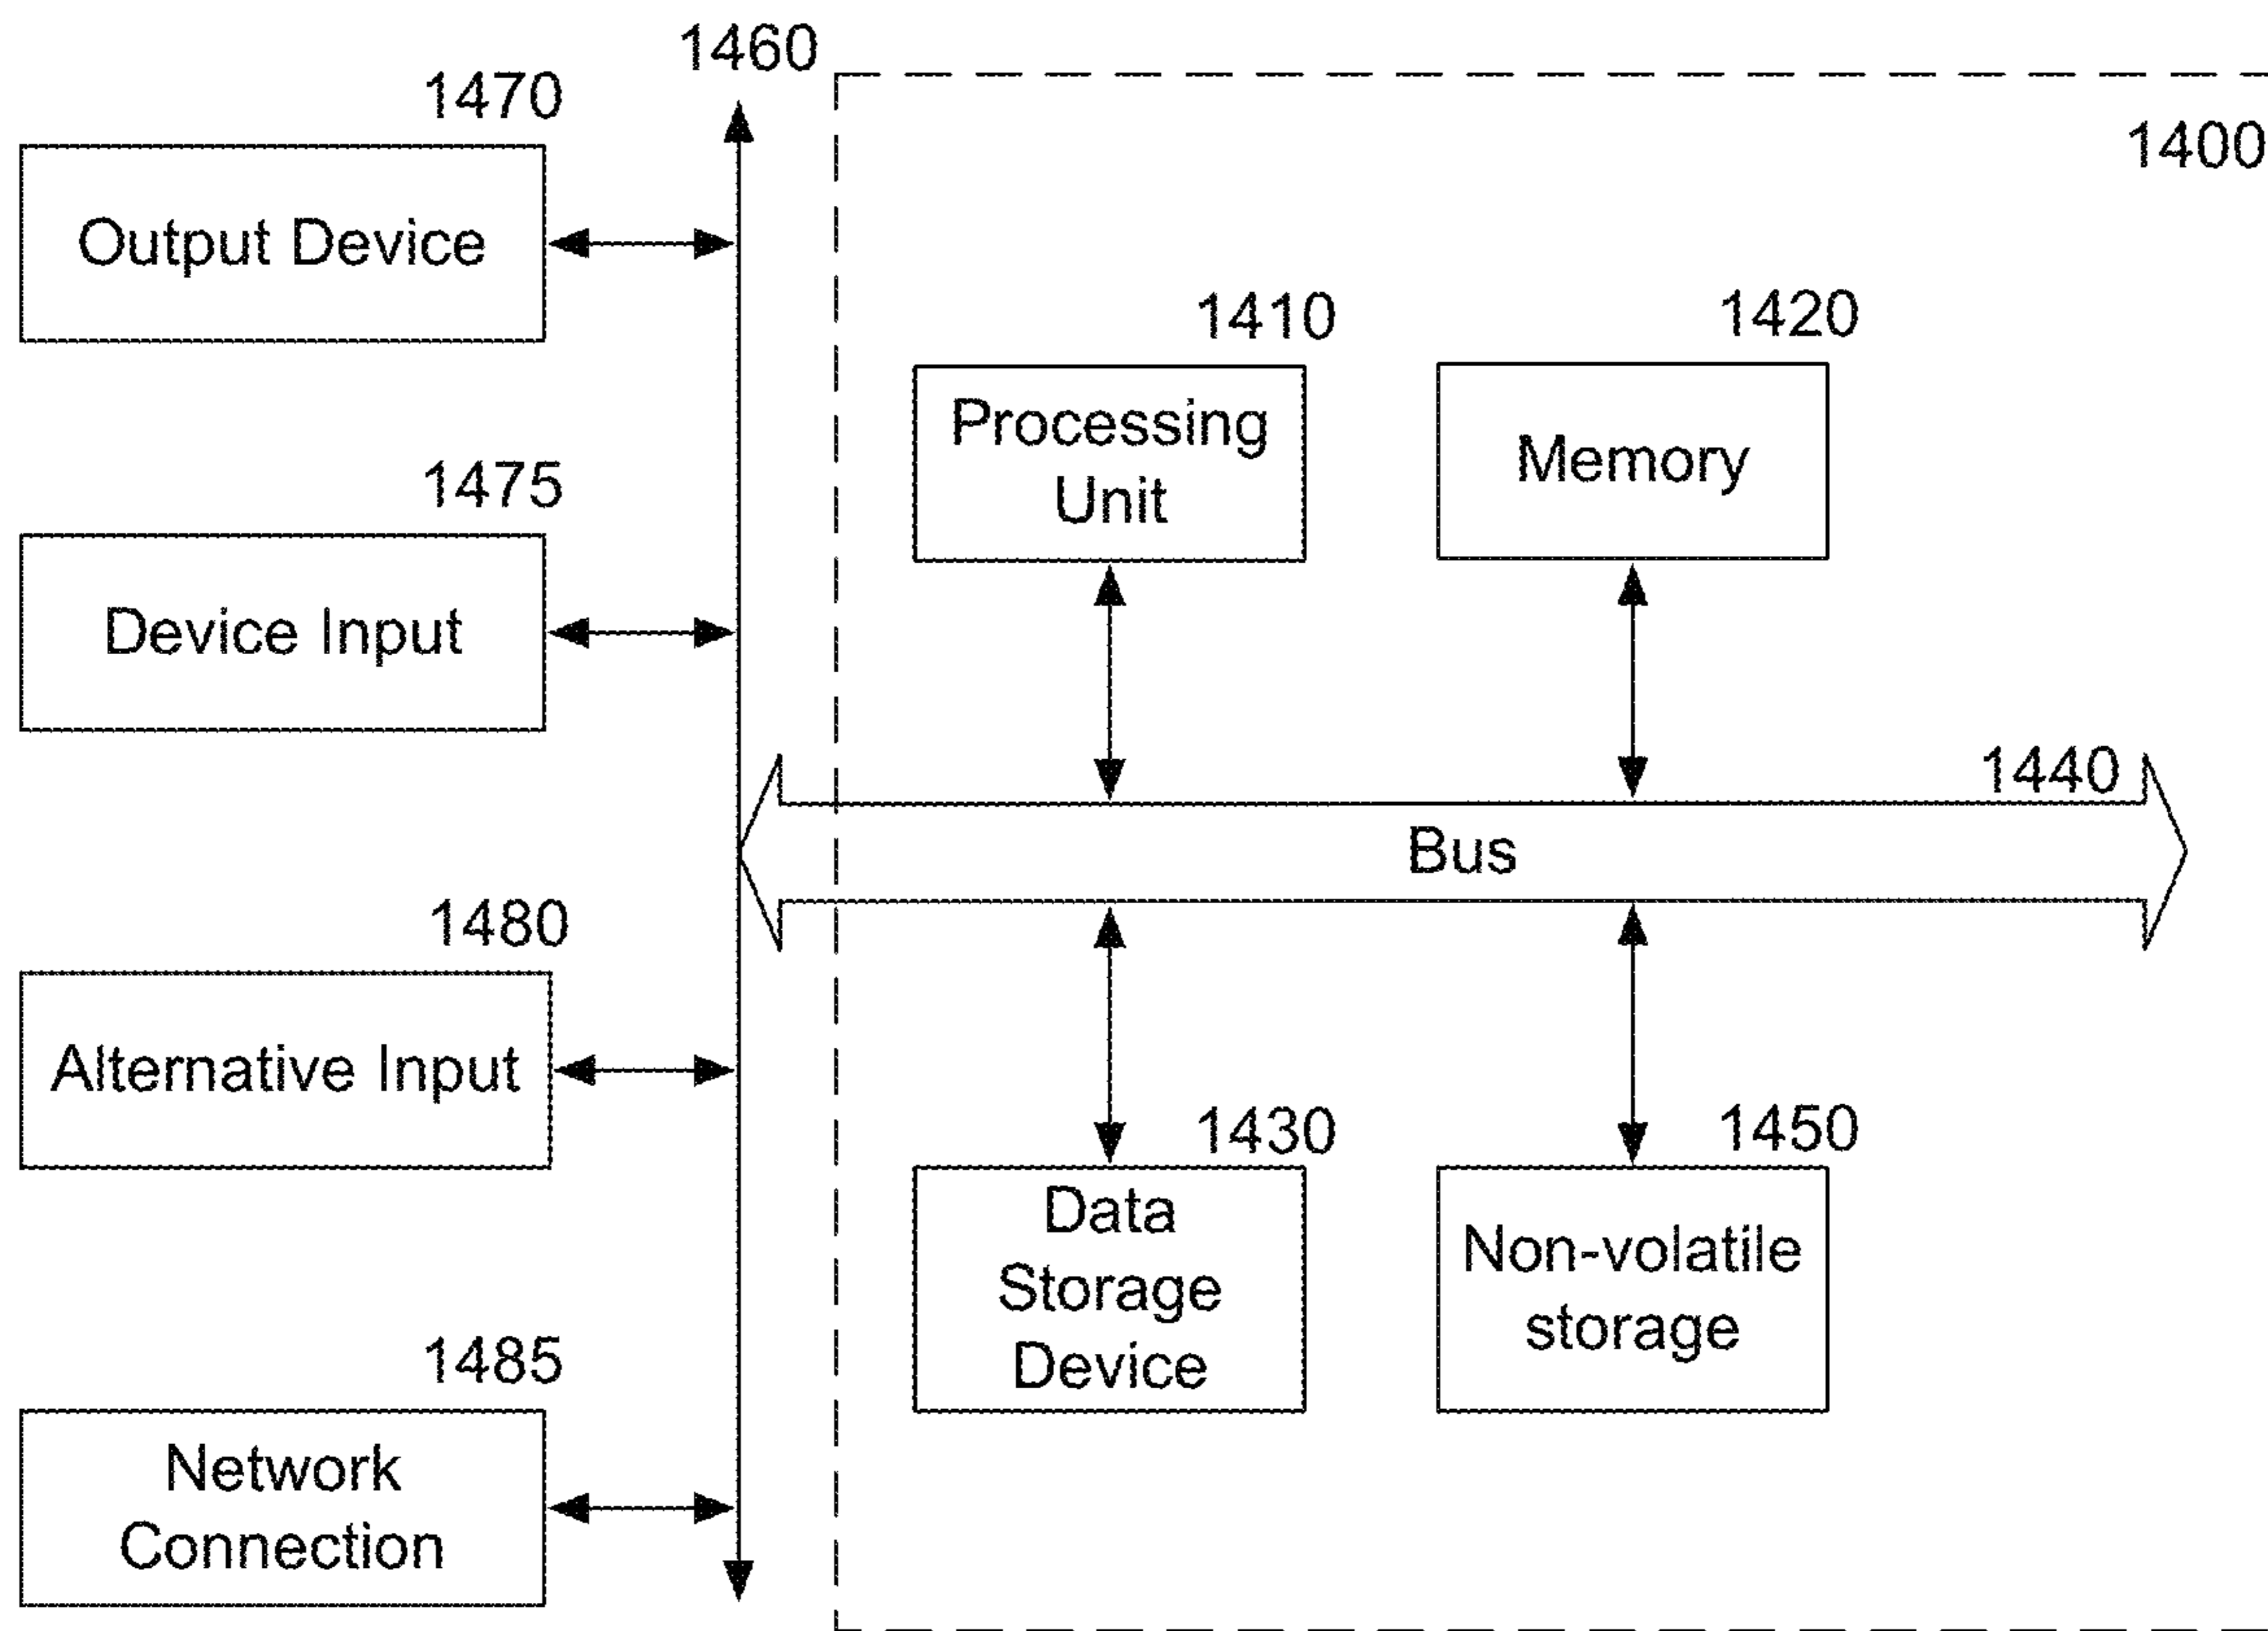 1460
1470
1400
Output Device
1410
1420
Processing
Unit
Memory
1475
Device Input
1440
Bus
1480
Alternative Input
1430
1450
Data
Storage
Device
Non-volatile
storage
1485
Network
Connection